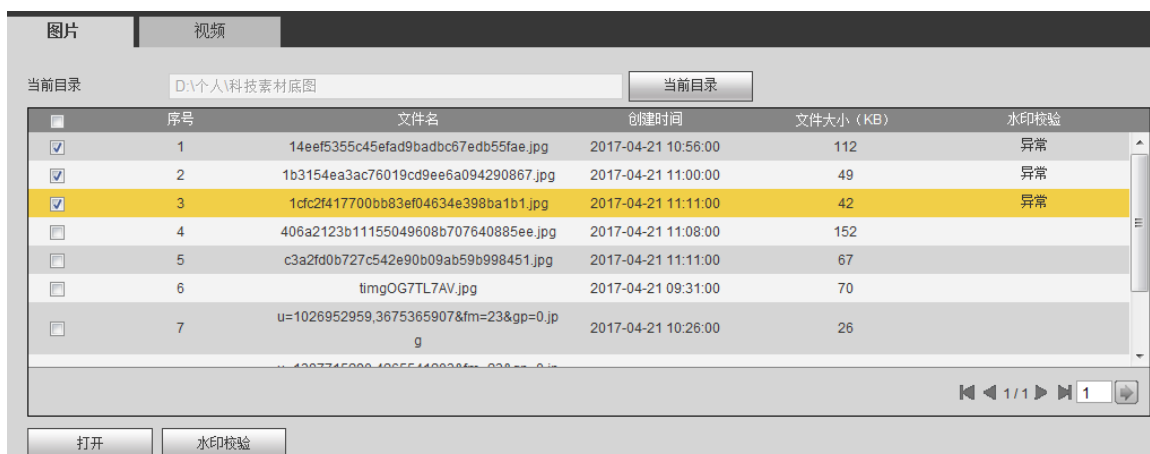 图片 视频
当前目录 D:\个人\科技素材底图 当前目录
序号 文件名 创建时间 文件大小（KB） 水印校验
1 14eef5355c45efad9badbc67edb55fae.jpg 2017-04-21 10:56:00 112 异常
2 1b3154ea3ac76019cd9ee6a094290867.jpg 2017-04-21 11:00:00 49 异常
3 1cfc2f417700bb83ef04634e398ba1b1.jpg 2017-04-21 11:11:00 42 异常
4 406a2123b11155049608b707640885ee.jpg 2017-04-21 11:08:00 152
5 c3a2fd0b727c542e90b09ab59b998451.jpg 2017-04-21 11:11:00 67
6 timgOG7TL7AV.jpg 2017-04-21 09:31:00 70
u=1026952959,3675365907&fm=23&gp=0.jp
7 2017-04-21 10:26:00 26
g
1/1 1
打开 水印校验